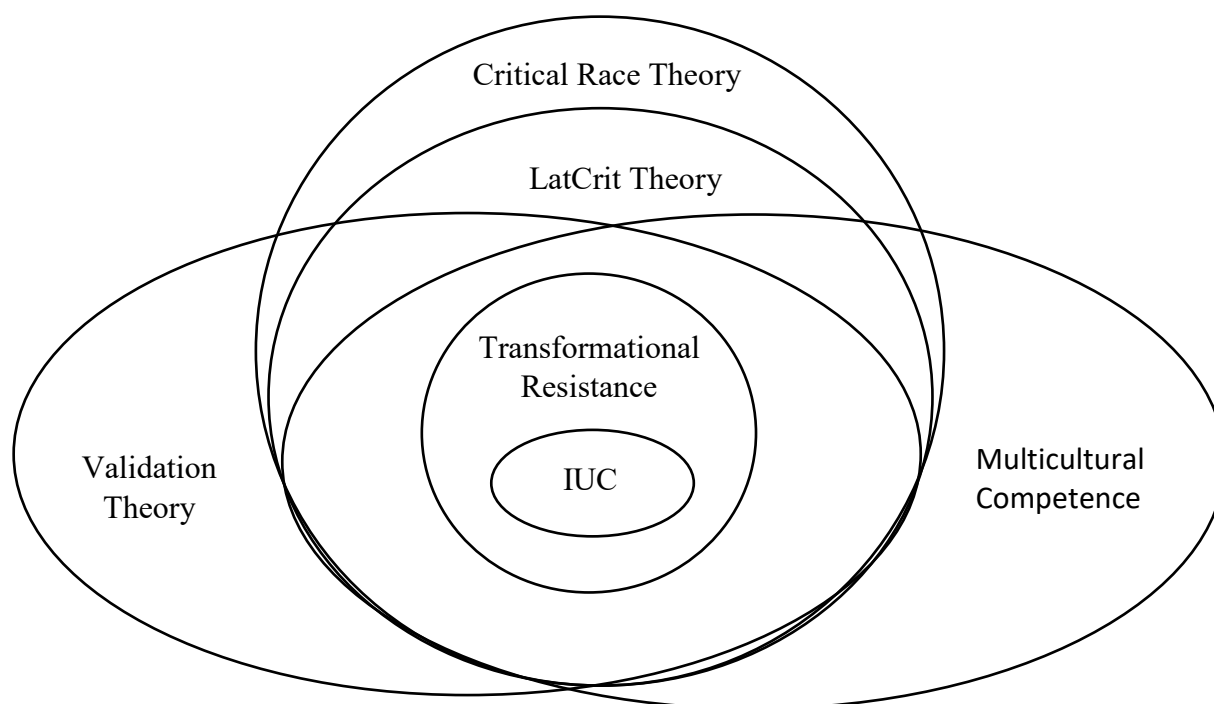 Critical Race Theory
LatCrit Theory
Transformational
Resistance
IUC
Validation
Theory
Multicultural
Competence